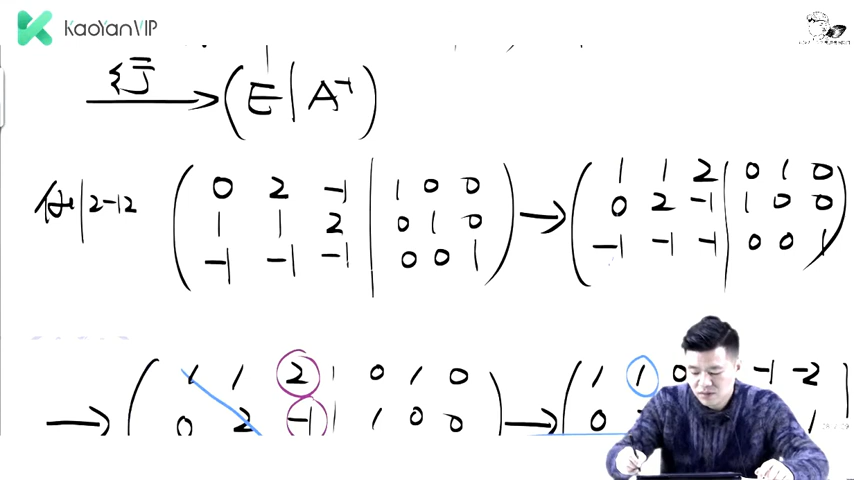 KaoYanVIP
行 (E | A⁻¹)
例 2-12 ( 0 2 -1 | 1 0 0 → ( 1 1 2 | 0 1 0
1 1 2 | 0 1 0 0 2 -1 | 1 0 0
-1 -1 -1 | 0 0 1 ) -1 -1 -1 | 0 0 1 )
→ ( 1 1 2 | 0 1 0 → ( 1 1 0 -1 -2
0 2 -1 | 1 0 0 0 1